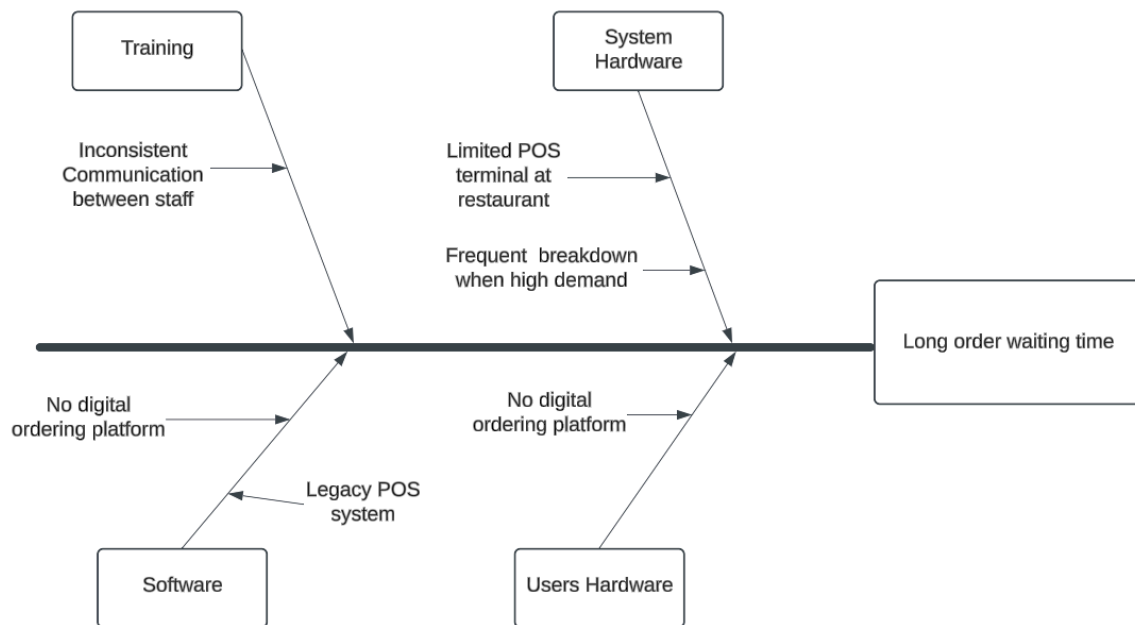 Training
System
Hardware
Inconsistent
Communication
between staff
Limited POS
terminal at
restaurant
Frequent  breakdown
when high demand
Long order waiting time
No digital
ordering platform
No digital
ordering platform
Legacy POS
system
Software
Users Hardware